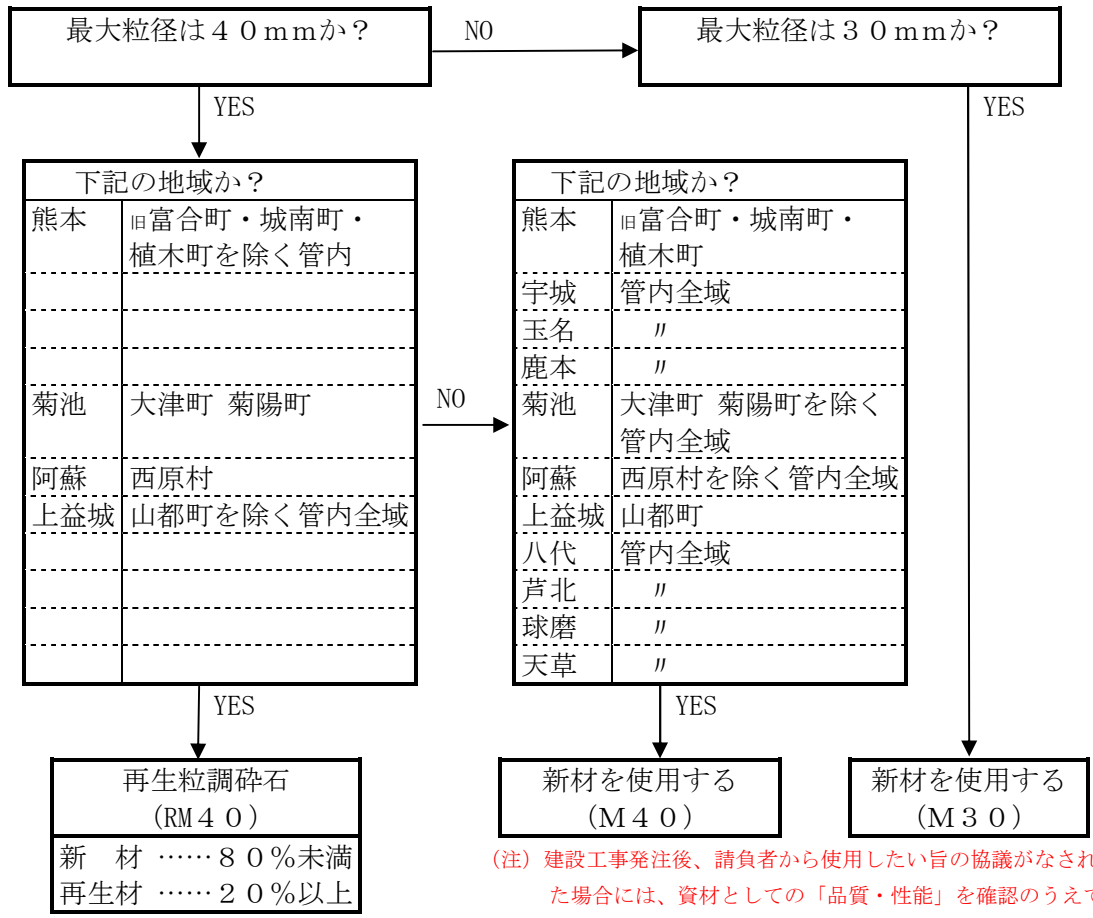 最大粒径は４０ｍｍか？
NO
最大粒径は３０ｍｍか？
YES
YES
下記の地域か？
熊本 旧富合町・城南町・
植木町を除く管内
菊池 大津町 菊陽町
阿蘇 西原村
上益城 山都町を除く管内全域
NO
下記の地域か？
熊本 旧富合町・城南町・
植木町
宇城 管内全域
玉名 〃
鹿本 〃
菊池 大津町 菊陽町を除く
管内全域
阿蘇 西原村を除く管内全域
上益城 山都町
八代 管内全域
芦北 〃
球磨 〃
天草 〃
YES
YES
再生粒調砕石
（RM４０）
新　材 ……８０％未満
再生材 ……２０％以上
新材を使用する
（Ｍ４０）
新材を使用する
（Ｍ３０）
（注）建設工事発注後、請負者から使用したい旨の協議がなされ
た場合には、資材としての「品質・性能」を確認のうえで